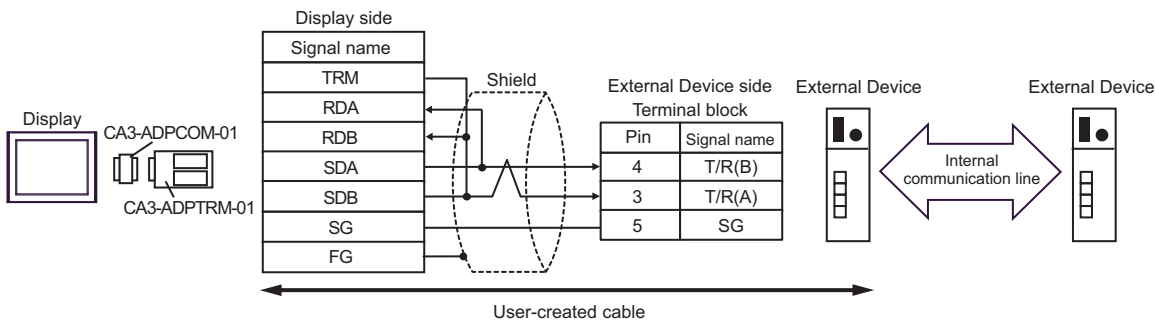 Display side
Signal name
TRM
RDA
RDB
SDA
SDB
SG
FG
Shield
External Device side
Terminal block
Pin Signal name
4 T/R(B)
3 T/R(A)
5 SG
Display
CA3-ADPCOM-01
CA3-ADPTRM-01
External Device
External Device
Internal
communication line
User-created cable